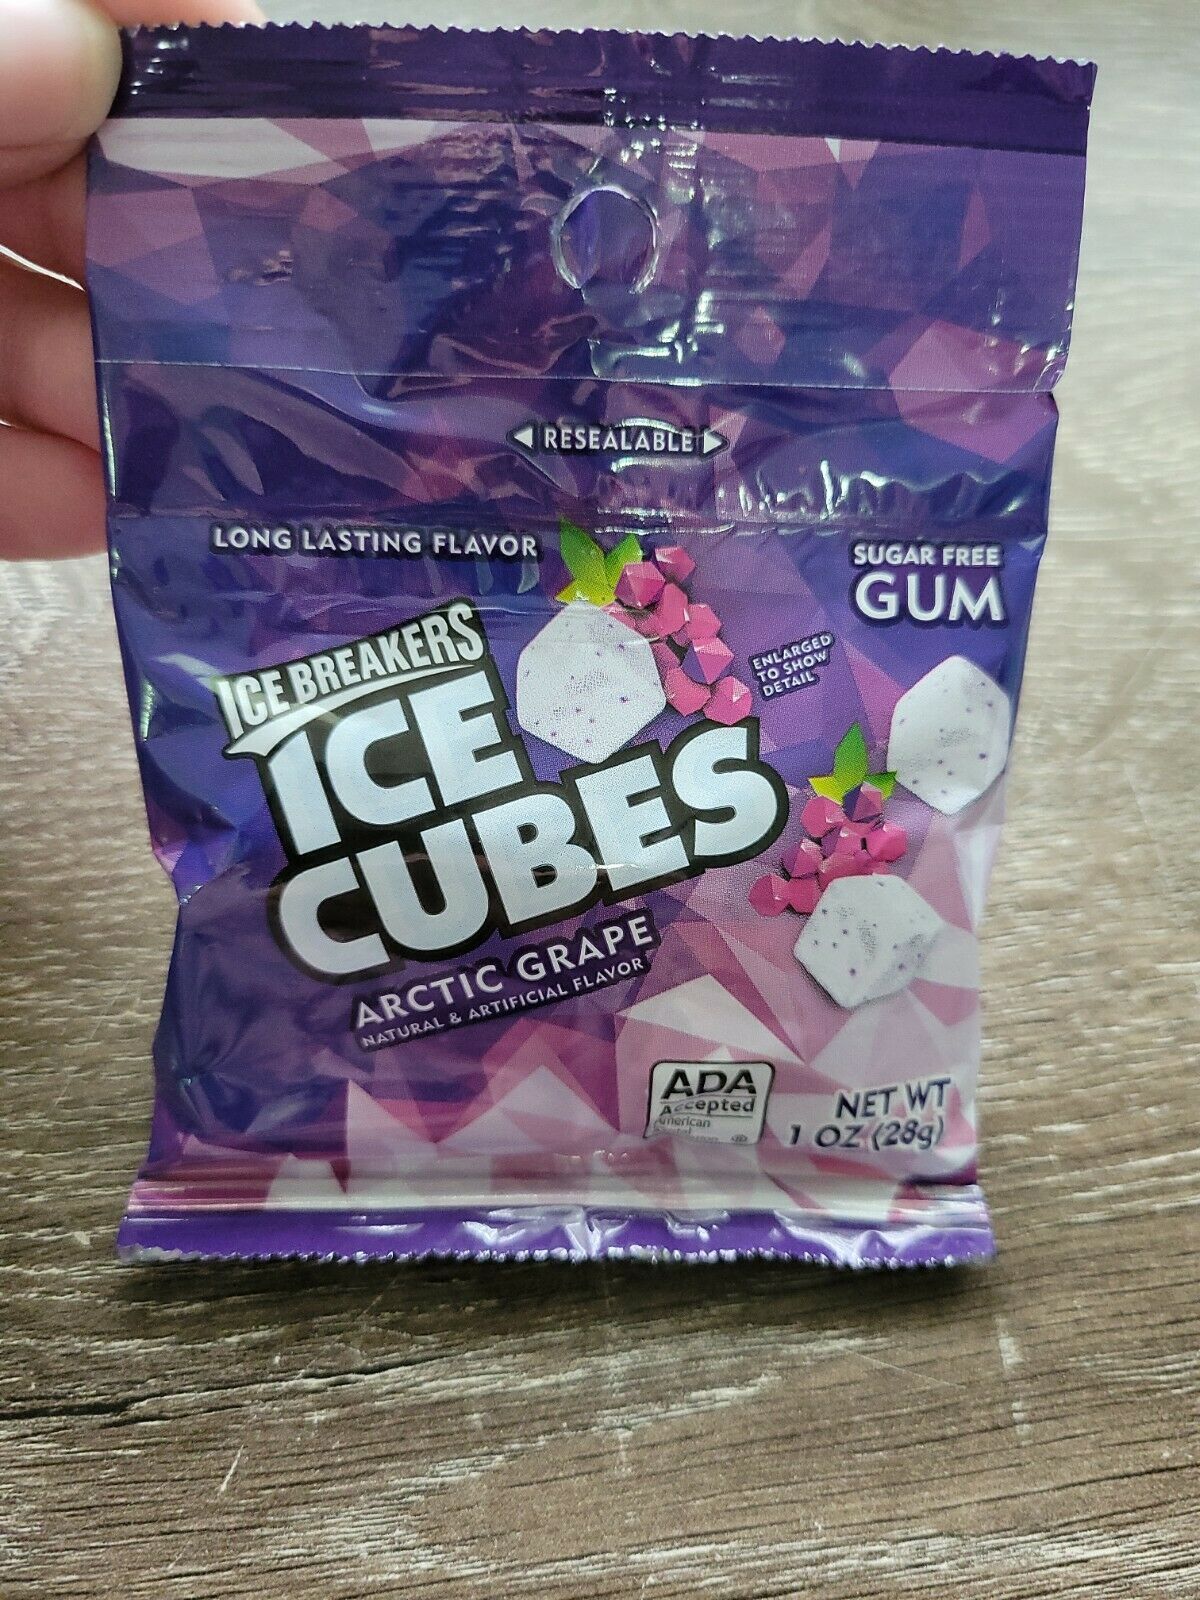 ◁ RESEALABLE ▷
LONG LASTING FLAVOR
SUGAR FREE
GUM
ICE BREAKERS
ICE
CUBES
ENLARGED
TO SHOW
DETAIL
ARCTIC GRAPE
NATURAL & ARTIFICIAL FLAVOR
ADA
Accepted
American
®
NET WT
1 OZ (28g)